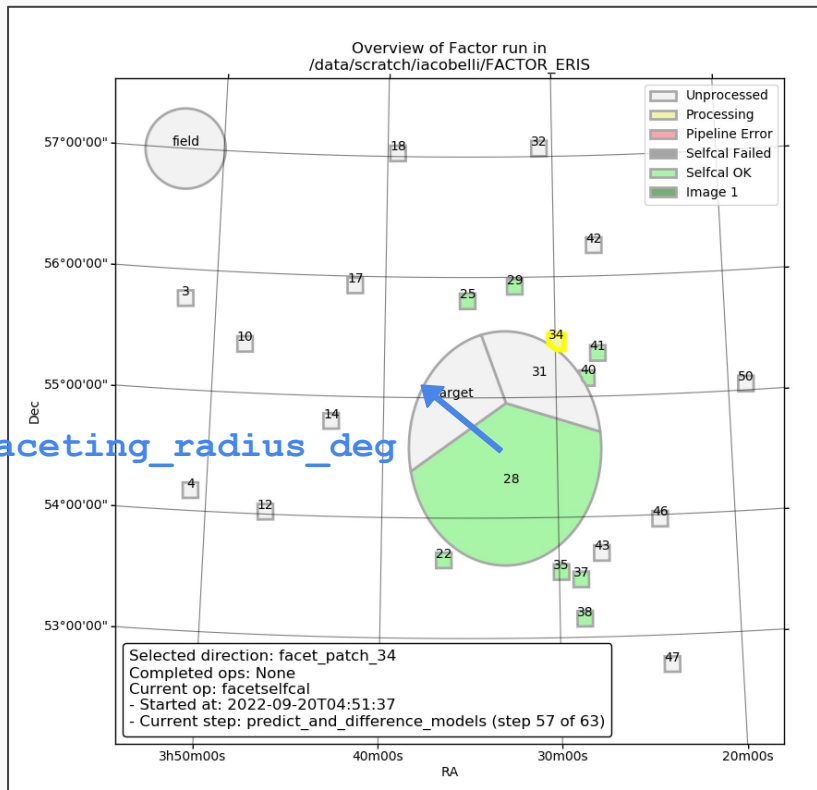 Overview of Factor run in
/data/scratch/iacobelli/FACTOR_ERIS
Unprocessed
Processing
Pipeline Error
Selfcal Failed
Selfcal OK
Image 1
57°00'00"
field
18
32
42
56°00'00"
3
17
25
29
10
34
41
31
40
50
55°00'00"
arget
Dec
14
aceting_radius_deg
28
4
12
54°00'00"
46
43
22
35
37
38
53°00'00"
47
Selected direction: facet_patch_34
Completed ops: None
Current op: facetselfcal
- Started at: 2022-09-20T04:51:37
- Current step: predict_and_difference_models (step 57 of 63)
3h50m00s
40m00s
30m00s
20m00s
RA